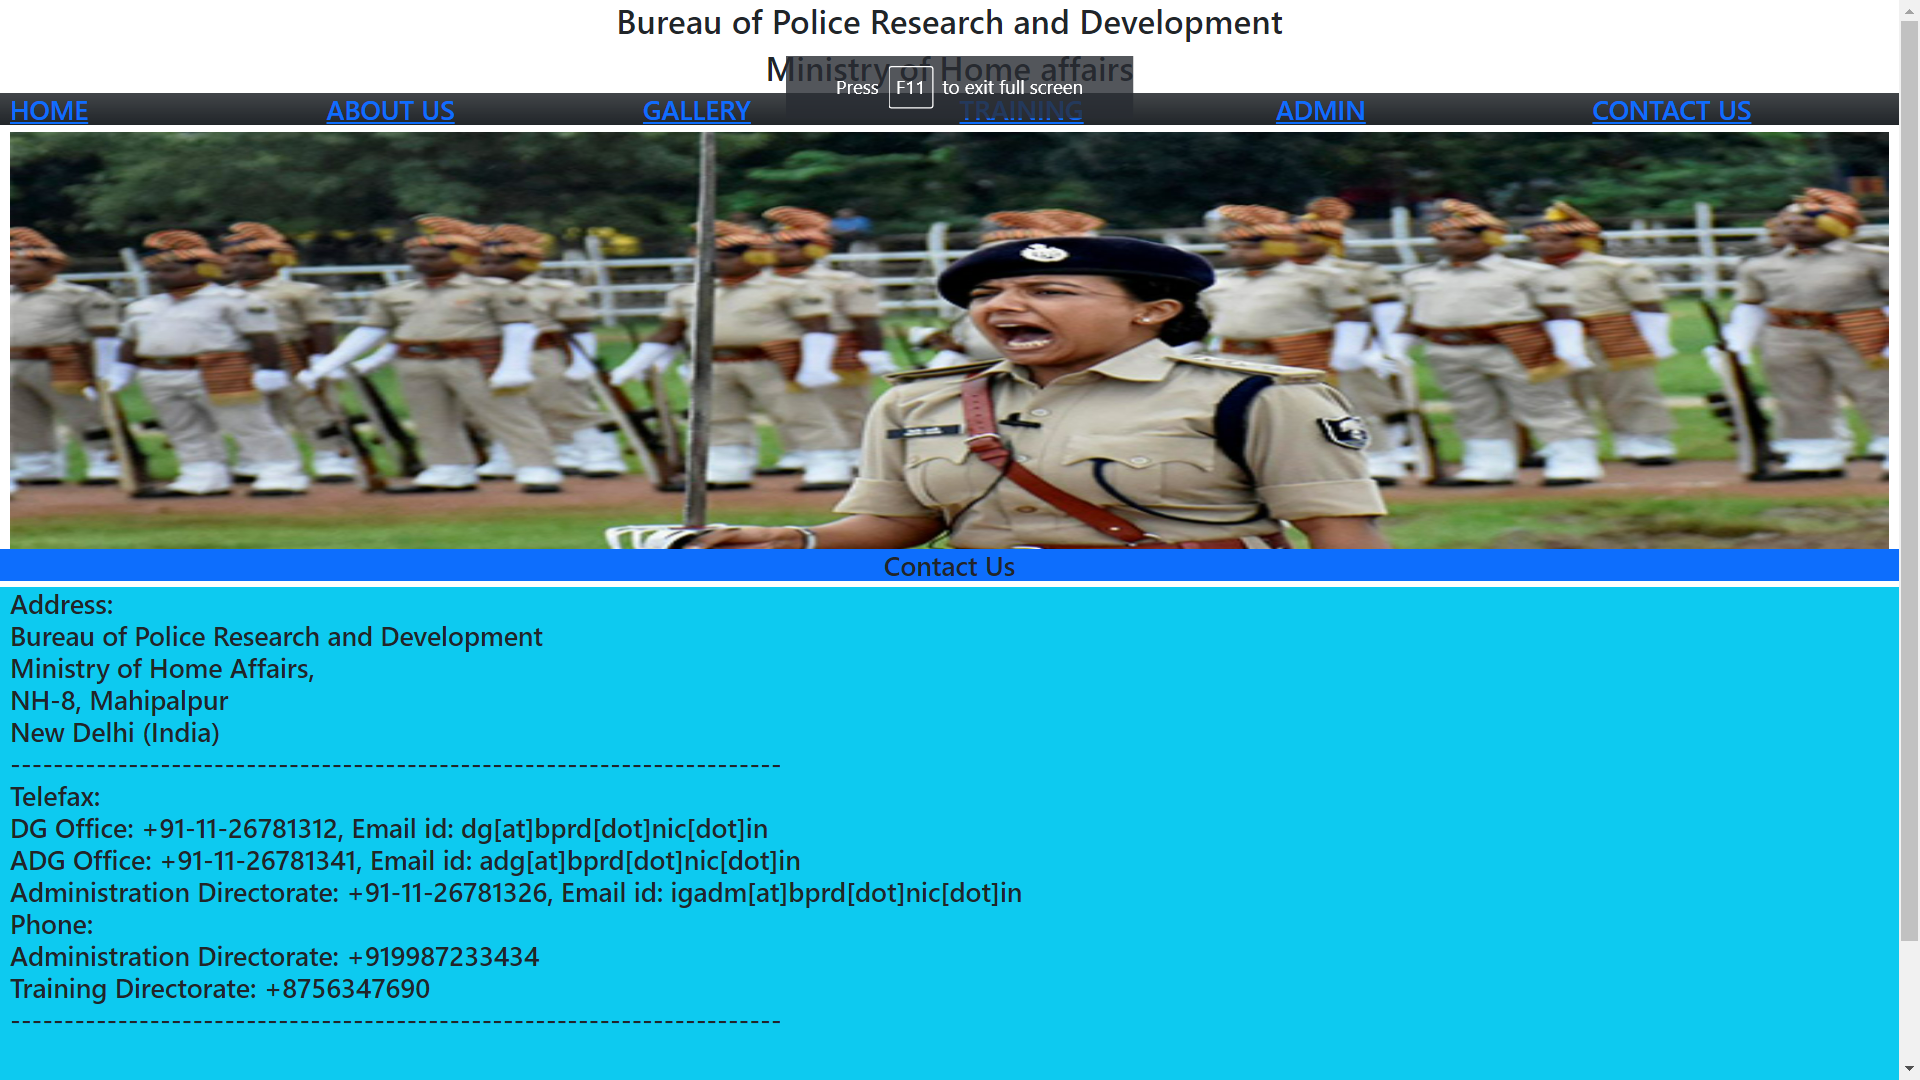 Bureau of Police Research and Development
Ministry of Home affairs
Press F11 to exit full screen
HOME ABOUT US GALLERY TRAINING ADMIN CONTACT US
Contact Us
Address:
Bureau of Police Research and Development
Ministry of Home Affairs,
NH-8, Mahipalpur
New Delhi (India)
-----------------------------------------------------------------------
Telefax:
DG Office: +91-11-26781312, Email id: dg[at]bprd[dot]nic[dot]in
ADG Office: +91-11-26781341, Email id: adg[at]bprd[dot]nic[dot]in
Administration Directorate: +91-11-26781326, Email id: igadm[at]bprd[dot]nic[dot]in
Phone:
Administration Directorate: +919987233434
Training Directorate: +8756347690
-----------------------------------------------------------------------